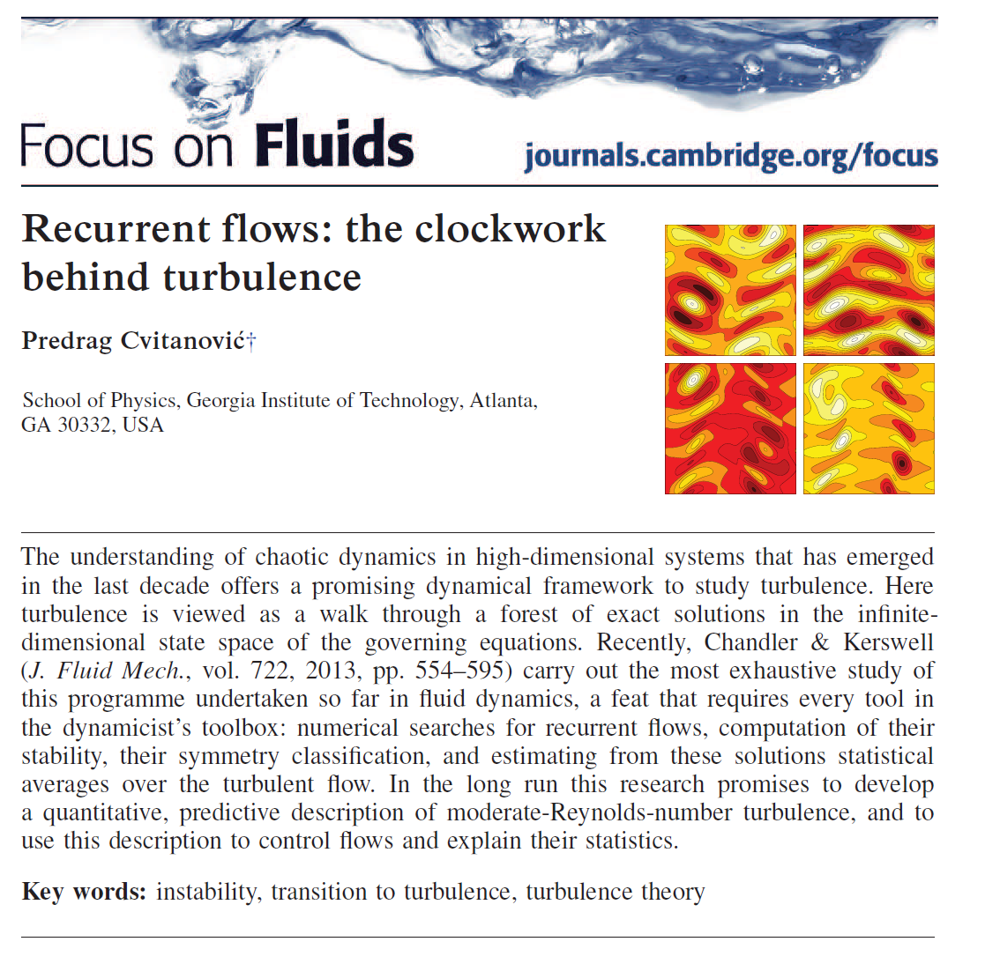 Focus on Fluids
journals.cambridge.org/focus
Recurrent flows: the clockwork
behind turbulence
Predrag Cvitanović†
School of Physics, Georgia Institute of Technology, Atlanta,
GA 30332, USA
The understanding of chaotic dynamics in high-dimensional systems that has emerged
in the last decade offers a promising dynamical framework to study turbulence. Here
turbulence is viewed as a walk through a forest of exact solutions in the infinite-
dimensional state space of the governing equations. Recently, Chandler & Kerswell
(J. Fluid Mech., vol. 722, 2013, pp. 554–595) carry out the most exhaustive study of
this programme undertaken so far in fluid dynamics, a feat that requires every tool in
the dynamicist's toolbox: numerical searches for recurrent flows, computation of their
stability, their symmetry classification, and estimating from these solutions statistical
averages over the turbulent flow. In the long run this research promises to develop
a quantitative, predictive description of moderate-Reynolds-number turbulence, and to
use this description to control flows and explain their statistics.
Key words: instability, transition to turbulence, turbulence theory